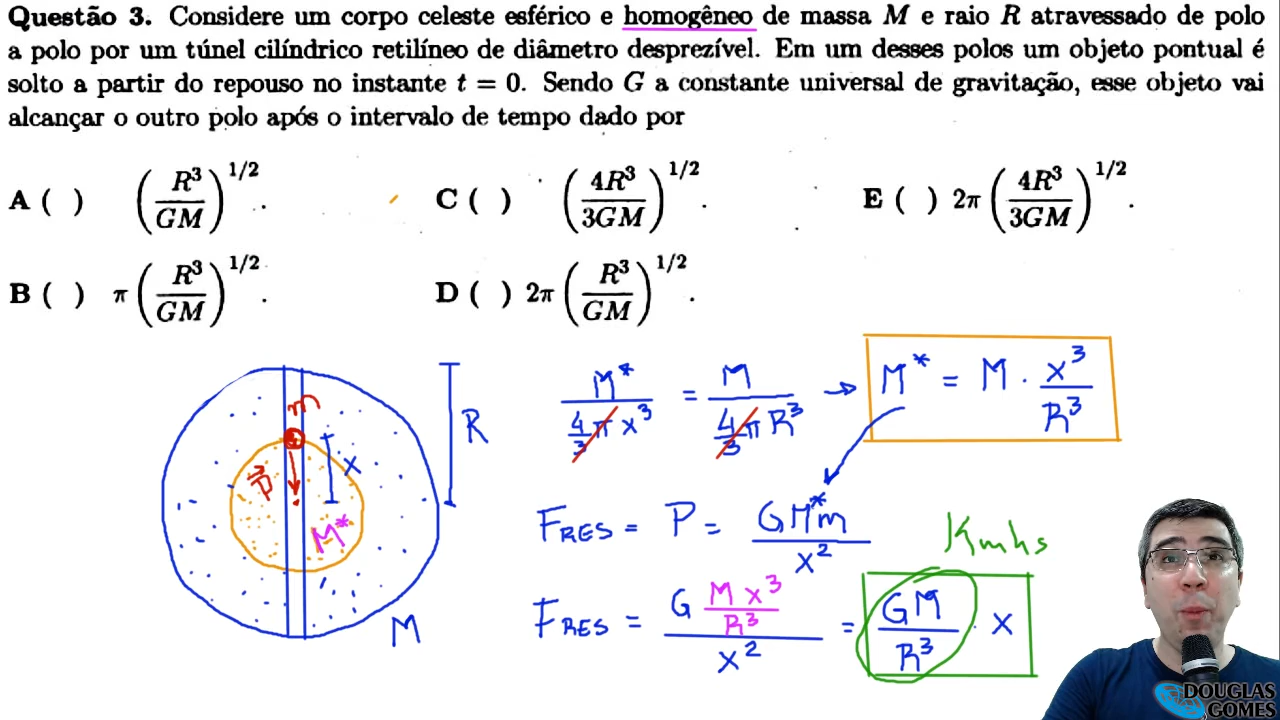 Questão 3. Considere um corpo celeste esférico e homogêneo de massa M e raio R atravessado de polo
a polo por um túnel cilíndrico retilíneo de diâmetro desprezível. Em um desses polos um objeto pontual é
solto a partir do repouso no instante t = 0. Sendo G a constante universal de gravitação, esse objeto vai
alcançar o outro polo após o intervalo de tempo dado por
A ( ) (R³/GM)^1/2.
C ( ) (4R³/3GM)^1/2.
E ( ) 2π (4R³/3GM)^1/2.
B ( ) π (R³/GM)^1/2.
D ( ) 2π (R³/GM)^1/2.
m
R
x
P
M*
M
M* / (4/3 π x³) = M / (4/3 π R³) → M* = M · x³/R³
F_RES = P = GM*m / x²
Kmhs
F_RES = G (M x³/R³) / x² = GM/R³ · x
DOUGLAS
GOMES